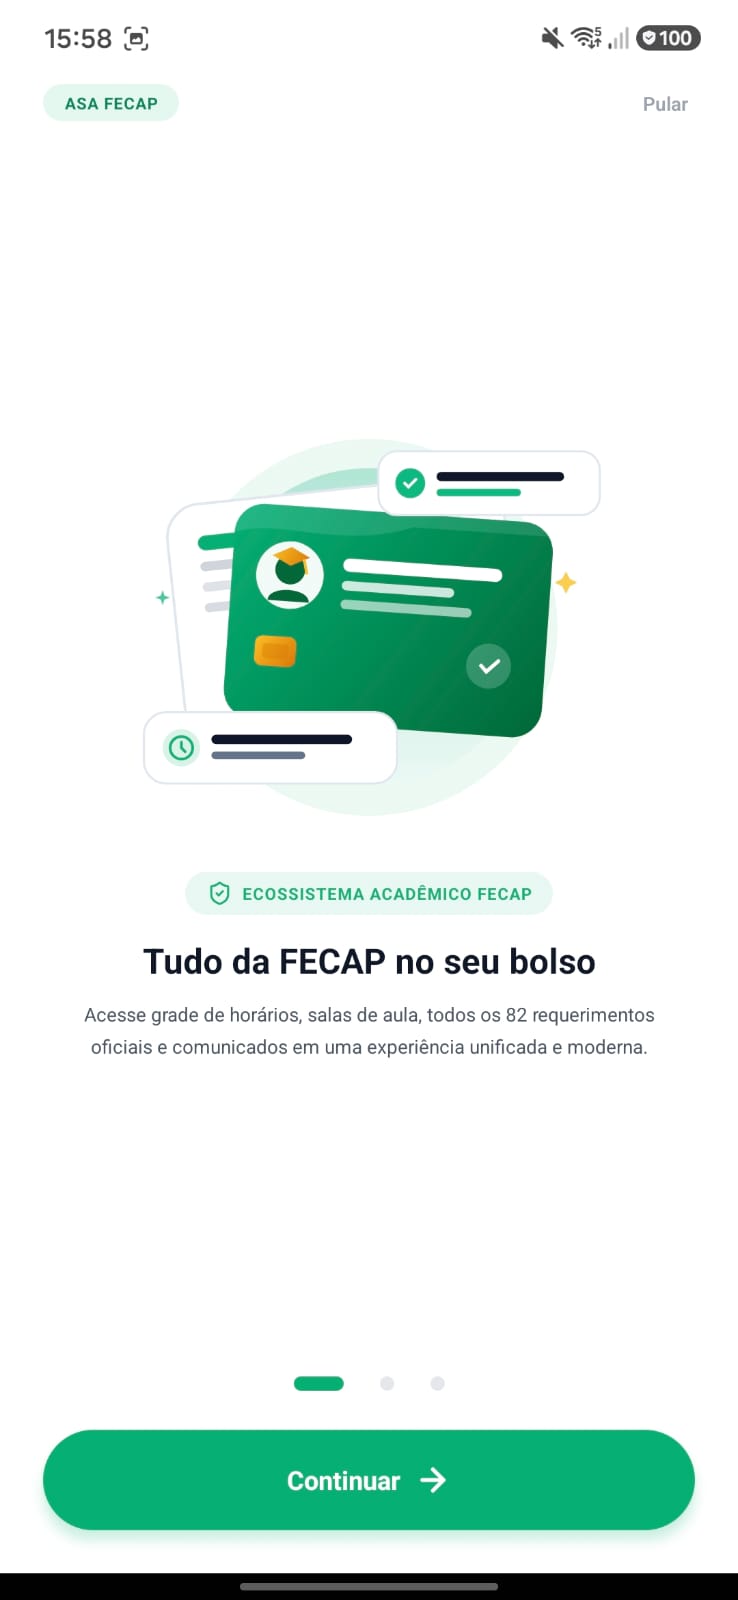 15:58
5
100
ASA FECAP
Pular
ECOSSISTEMA ACADÊMICO FECAP
Tudo da FECAP no seu bolso
Acesse grade de horários, salas de aula, todos os 82 requerimentos
oficiais e comunicados em uma experiência unificada e moderna.
Continuar